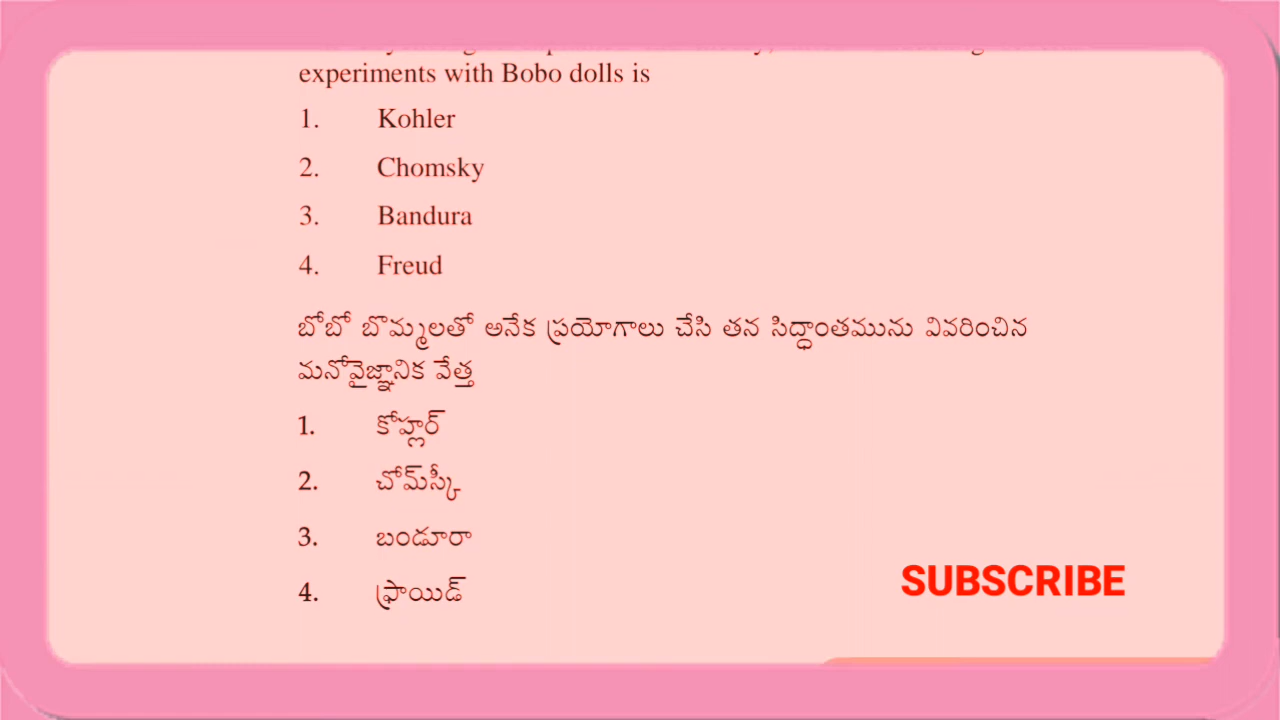 experiments with Bobo dolls is
1. Kohler
2. Chomsky
3. Bandura
4. Freud
బోబో బొమ్మలతో అనేక ప్రయోగాలు చేసి తన సిద్ధాంతమును వివరించిన
మనోవైజ్ఞానిక వేత్త
1. కోహ్లర్
2. చోమ్‌స్కీ
3. బండూరా
4. ఫ్రాయిడ్
SUBSCRIBE